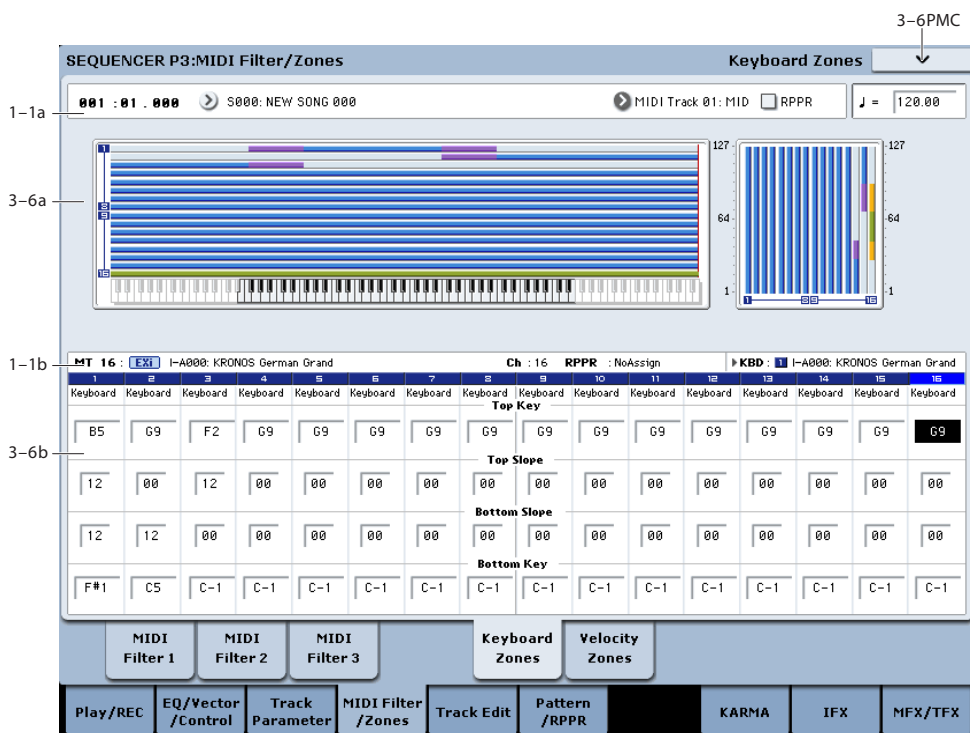 3–6PMC
SEQUENCER P3:MIDI Filter/Zones
Keyboard Zones
1–1a
001 :01 . 000
S000: NEW SONG 000
MIDI Track 01: MID
RPPR
♩ = 120.00
3–6a
1
8
9
16
127
64
1
127
64
1
1
8 9
16
1–1b
MT 16 : EXi I–A000: KRONOS German Grand
Ch : 16 RPPR : NoAssign
KBD : 1 I–A000: KRONOS German Grand
1 2 3 4 5 6 7 8 9 10 11 12 13 14 15 16
Keyboard Keyboard Keyboard Keyboard Keyboard Keyboard Keyboard Keyboard Keyboard Keyboard Keyboard Keyboard Keyboard Keyboard Keyboard Keyboard
Top Key
3–6b
B5 G9 F2 G9 G9 G9 G9 G9 G9 G9 G9 G9 G9 G9 G9 G9
Top Slope
12 00 12 00 00 00 00 00 00 00 00 00 00 00 00 00
Bottom Slope
12 12 00 00 00 00 00 00 00 00 00 00 00 00 00 00
Bottom Key
F#1 C5 C–1 C–1 C–1 C–1 C–1 C–1 C–1 C–1 C–1 C–1 C–1 C–1 C–1 C–1
MIDI Filter 1
MIDI Filter 2
MIDI Filter 3
Keyboard Zones
Velocity Zones
Play/REC
EQ/Vector /Control
Track Parameter
MIDI Filter /Zones
Track Edit
Pattern /RPPR
KARMA
IFX
MFX/TFX